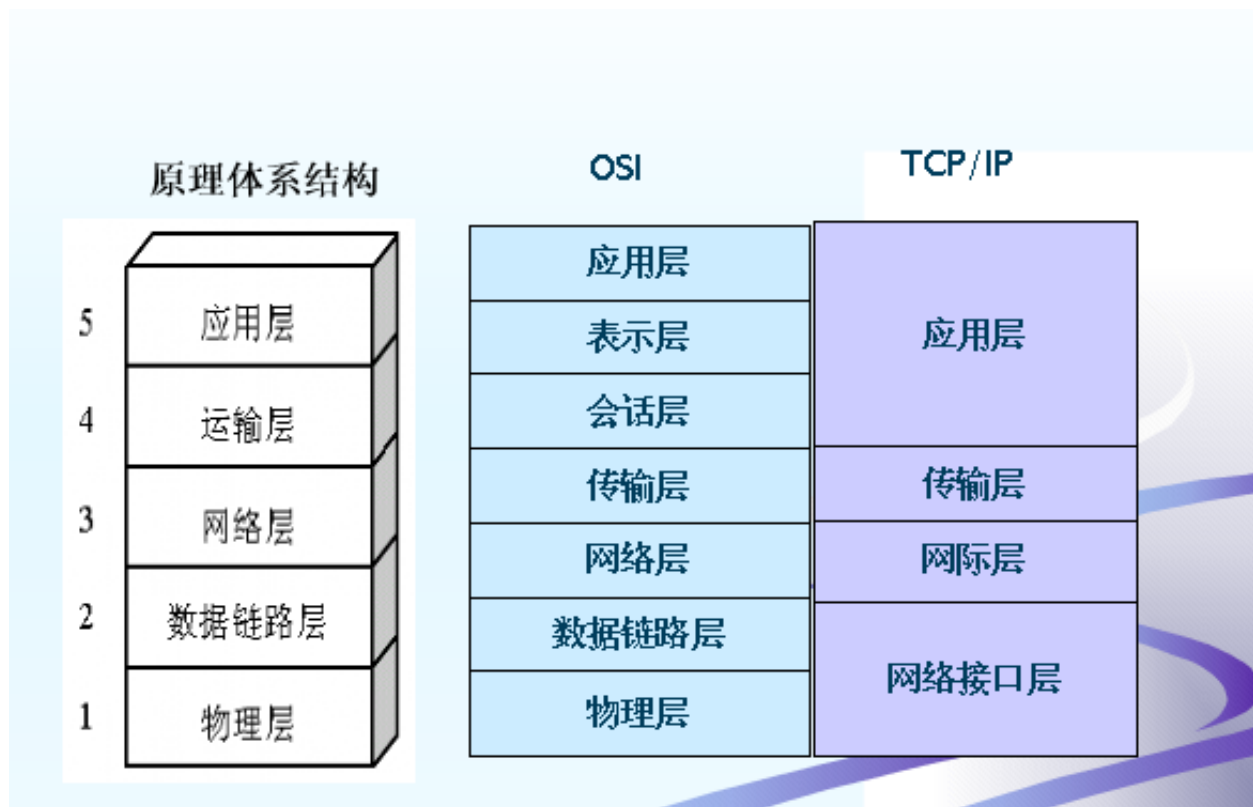 原理体系结构
5 应用层
4 运输层
3 网络层
2 数据链路层
1 物理层
OSI
应用层
表示层
会话层
传输层
网络层
数据链路层
物理层
TCP/IP
应用层
传输层
网际层
网络接口层